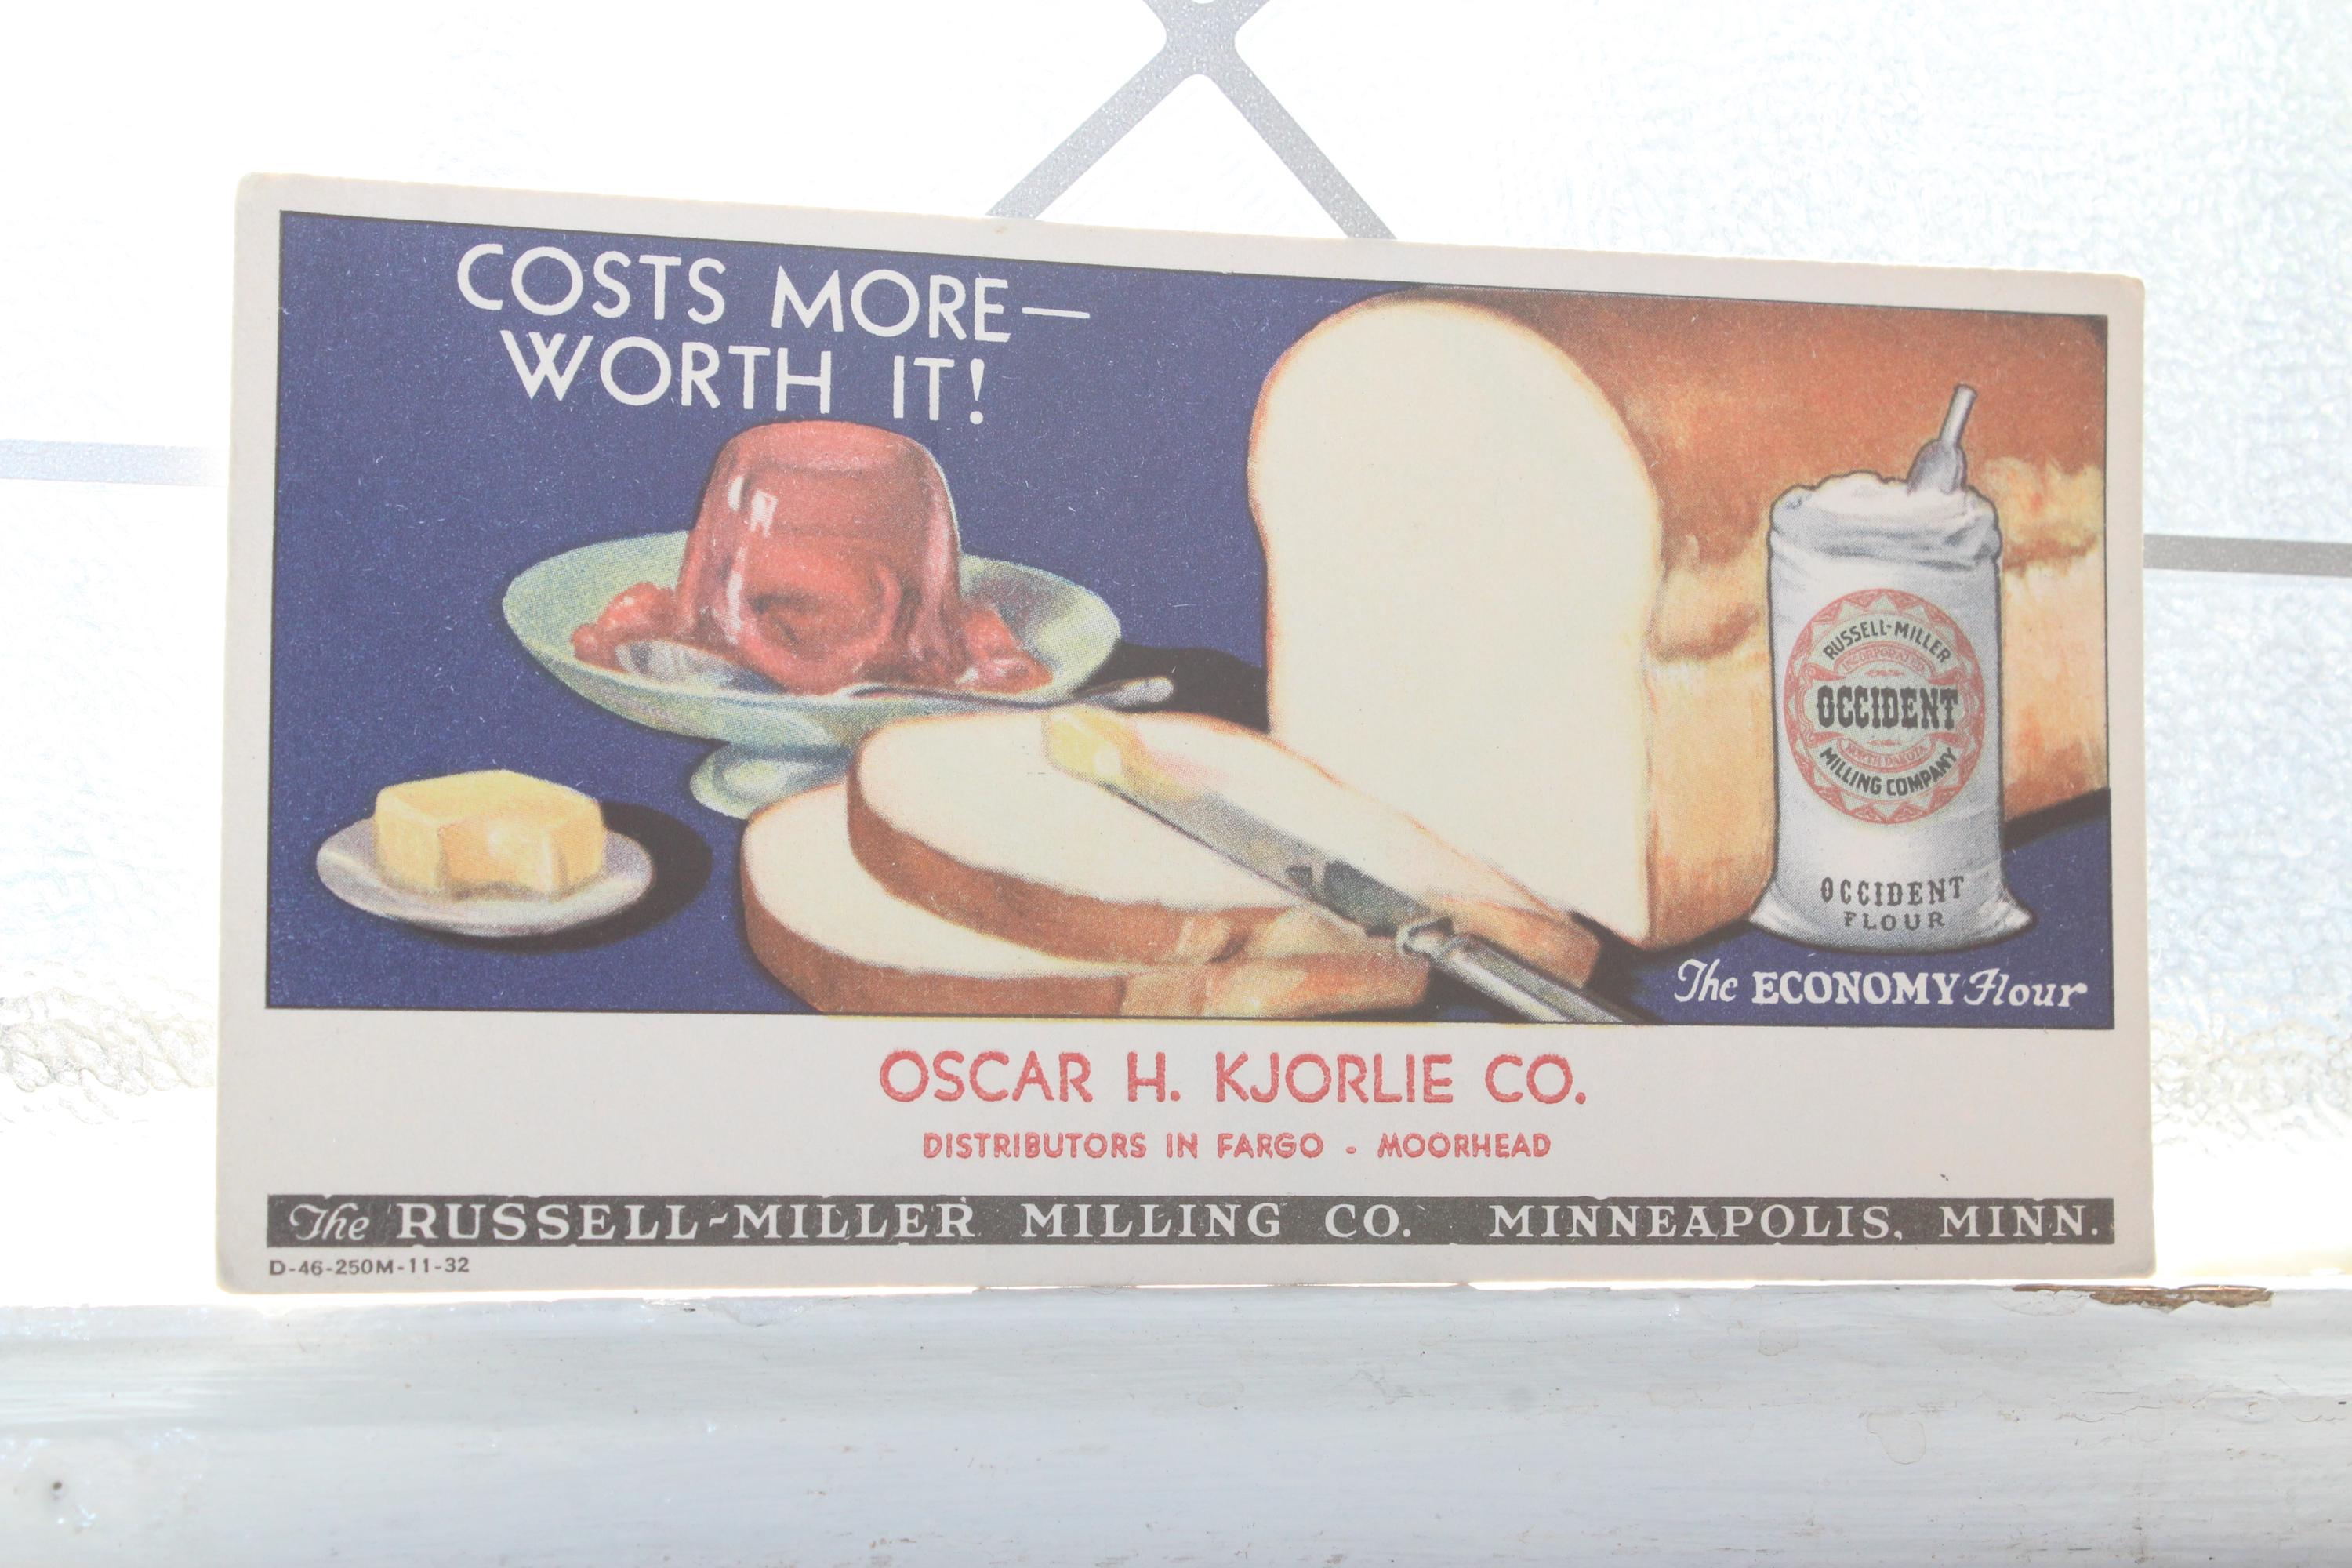 COSTS MORE—
WORTH IT!
RUSSELL-MILLER
INCORPORATED
OCCIDENT
NORTH DAKOTA
MILLING COMPANY
OCCIDENT
FLOUR
The ECONOMY Flour
OSCAR H. KJORLIE CO.
DISTRIBUTORS IN FARGO - MOORHEAD
The RUSSELL-MILLER MILLING CO. MINNEAPOLIS, MINN.
D-46-250M-11-32